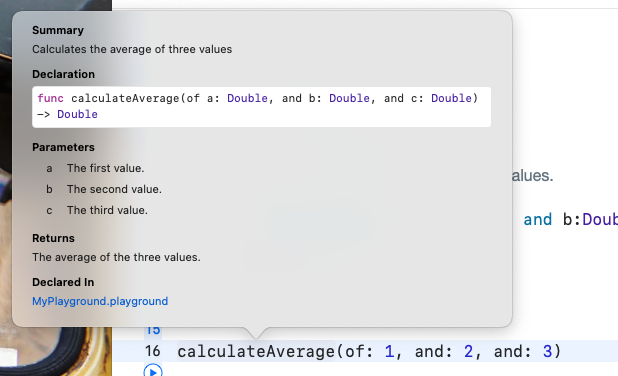 Summary
Calculates the average of three values
Declaration
func calculateAverage(of a: Double, and b: Double, and c: Double)
-> Double
Parameters
a The first value.
b The second value.
c The third value.
alues.
and b:Doub
Returns
The average of the three values.
Declared In
MyPlayground.playground
15
16 calculateAverage(of: 1, and: 2, and: 3)